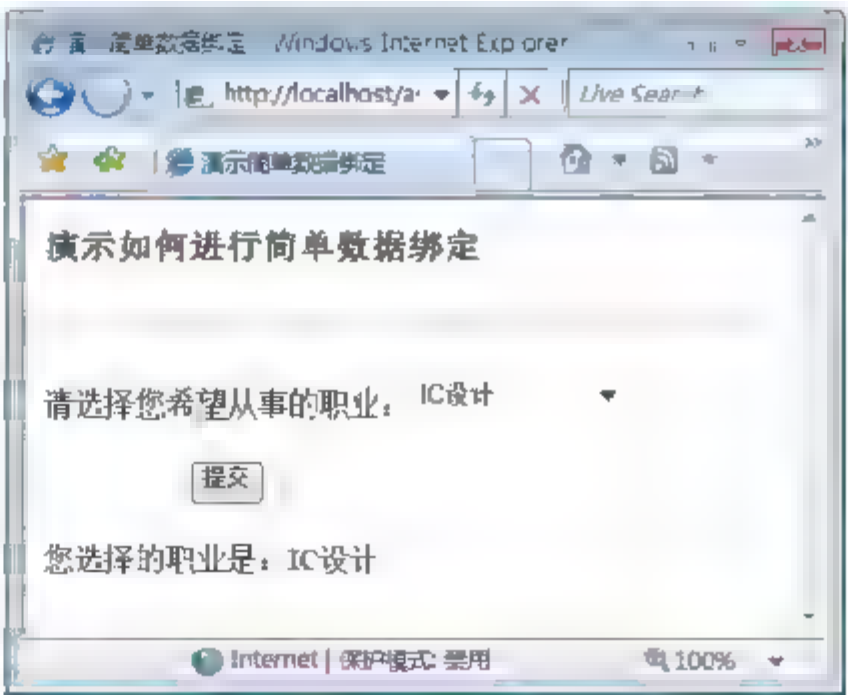 简单数据绑定 Windows Internet Explorer
http://localhost/a
Live Sear
演示简单数据绑定
演示如何进行简单数据绑定
请选择您希望从事的职业： IC设计
提交
您选择的职业是：IC设计
Internet | 保护模式: 禁用 100%